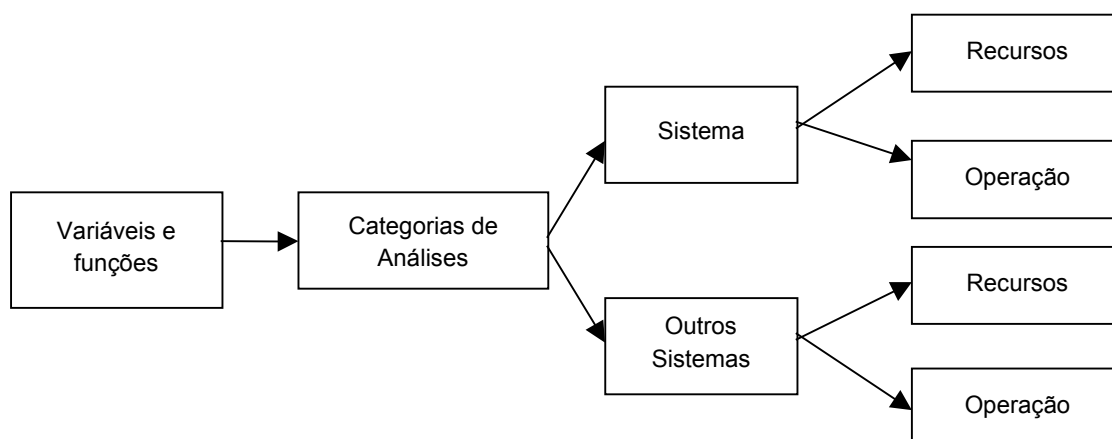 Variáveis e
funções
Categorias de
Análises
Sistema
Outros
Sistemas
Recursos
Operação
Recursos
Operação